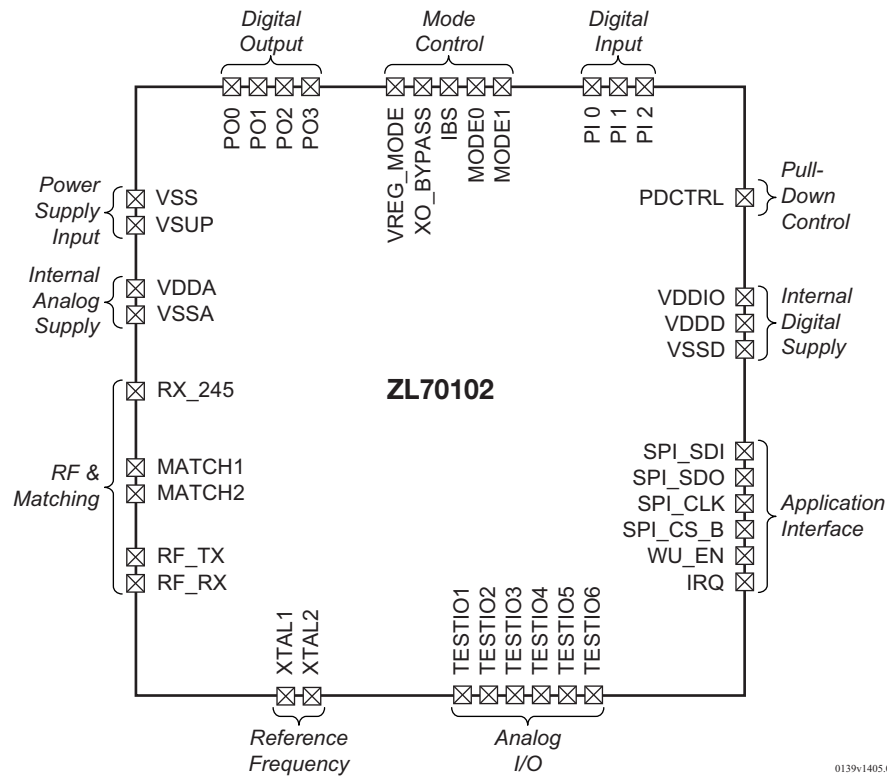 Digital
Output
Mode
Control
Digital
Input
PO0
PO1
PO2
PO3
VREG_MODE
XO_BYPASS
IBS
MODE0
MODE1
PI 0
PI 1
PI 2
Power
Supply
Input
VSS
VSUP
PDCTRL
Pull-
Down
Control
Internal
Analog
Supply
VDDA
VSSA
VDDIO
VDDD
VSSD
Internal
Digital
Supply
ZL70102
RF &
Matching
RX_245
MATCH1
MATCH2
RF_TX
RF_RX
SPI_SDI
SPI_SDO
SPI_CLK
SPI_CS_B
WU_EN
IRQ
Application
Interface
XTAL1
XTAL2
TESTIO1
TESTIO2
TESTIO3
TESTIO4
TESTIO5
TESTIO6
Reference
Frequency
Analog
I/O